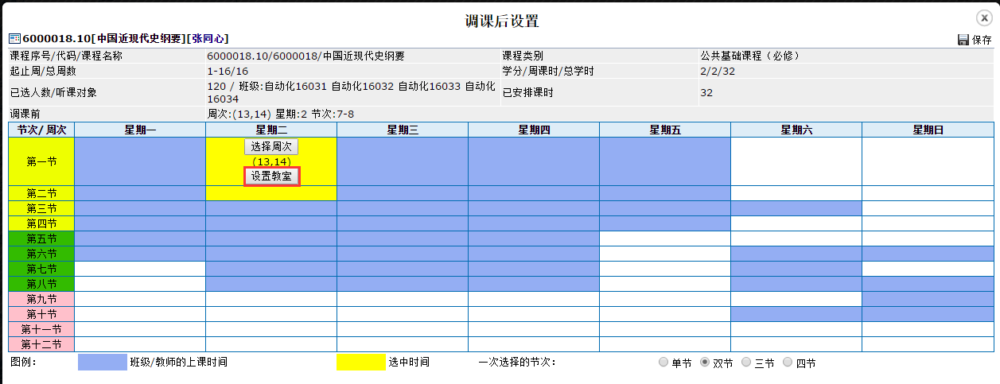 调课后设置
6000018.10[中国近现代史纲要][张同心]
保存
课程序号/代码/课程名称 6000018.10/6000018/中国近现代史纲要 课程类别 公共基础课程（必修）
起止周/总周数 1-16/16 学分/周课时/总学时 2/2/32
已选人数/听课对象 120 / 班级:自动化16031 自动化16032 自动化16033 自动化16034 已安排课时 32
调课前 周次:(13,14) 星期:2 节次:7-8
节次/周次 星期一 星期二 星期三 星期四 星期五 星期六 星期日
选择周次
第一节 (13,14)
设置教室
第二节
第三节
第四节
第五节
第六节
第七节
第八节
第九节
第十节
第十一节
第十二节
图例： 班级/教师的上课时间 选中时间 一次选择的节次： 单节 双节 三节 四节